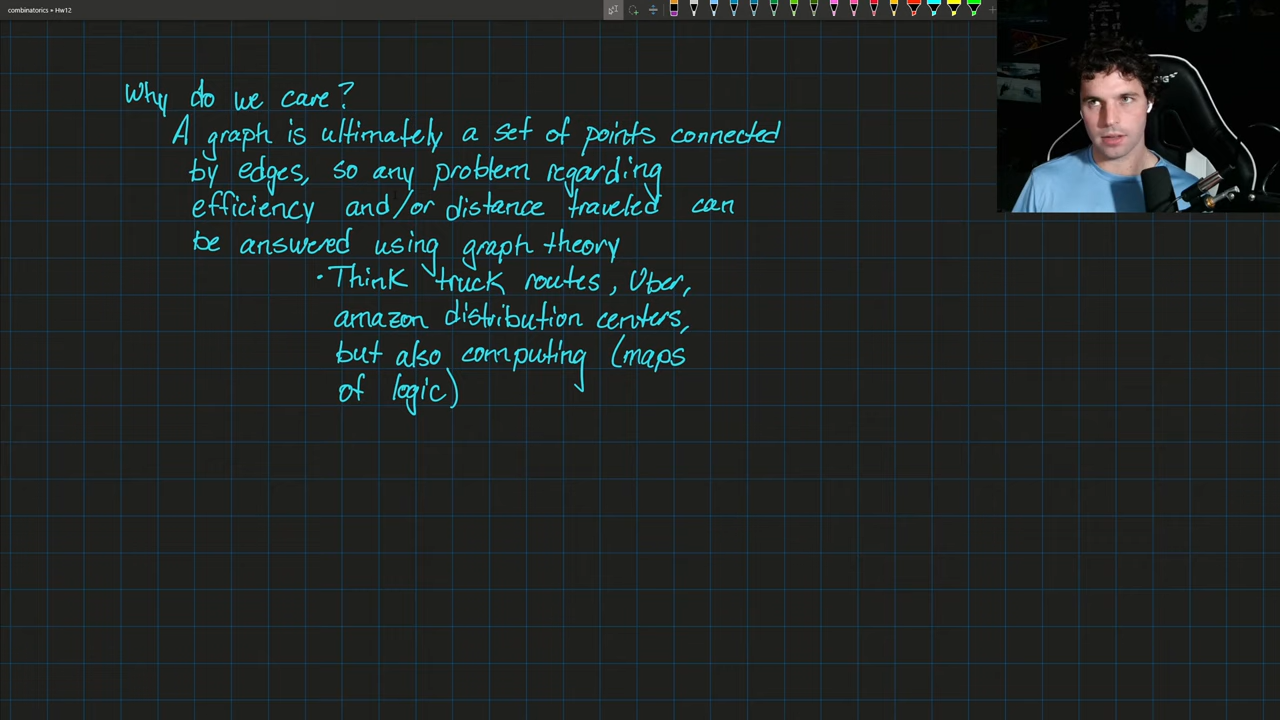 combinatorics • Hw12
Why do we care?
A graph is ultimately a set of points connected
by edges, so any problem regarding
efficiency and/or distance traveled can
be answered using graph theory
• Think truck routes, Uber,
amazon distribution centers,
but also computing (maps
of logic)